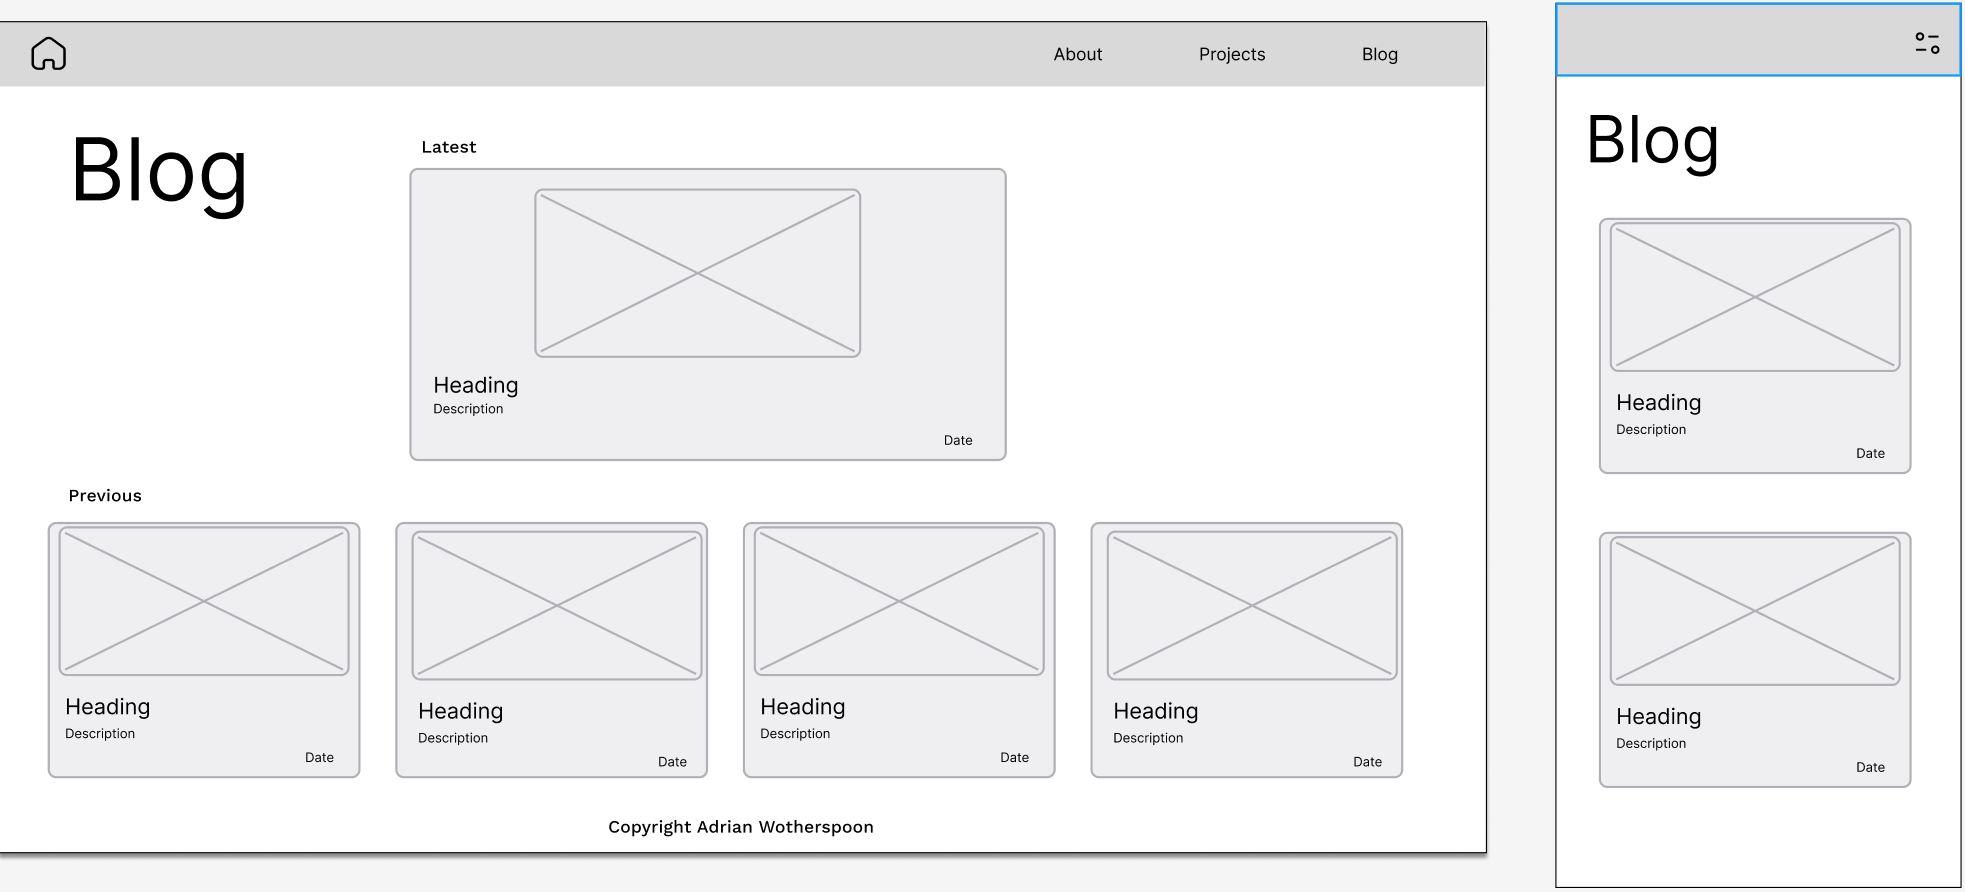 About Projects Blog
Blog
Latest
Heading
Description
Date
Previous
Heading
Description
Date
Heading
Description
Date
Heading
Description
Date
Heading
Description
Date
Copyright Adrian Wotherspoon
Blog
Heading
Description
Date
Heading
Description
Date